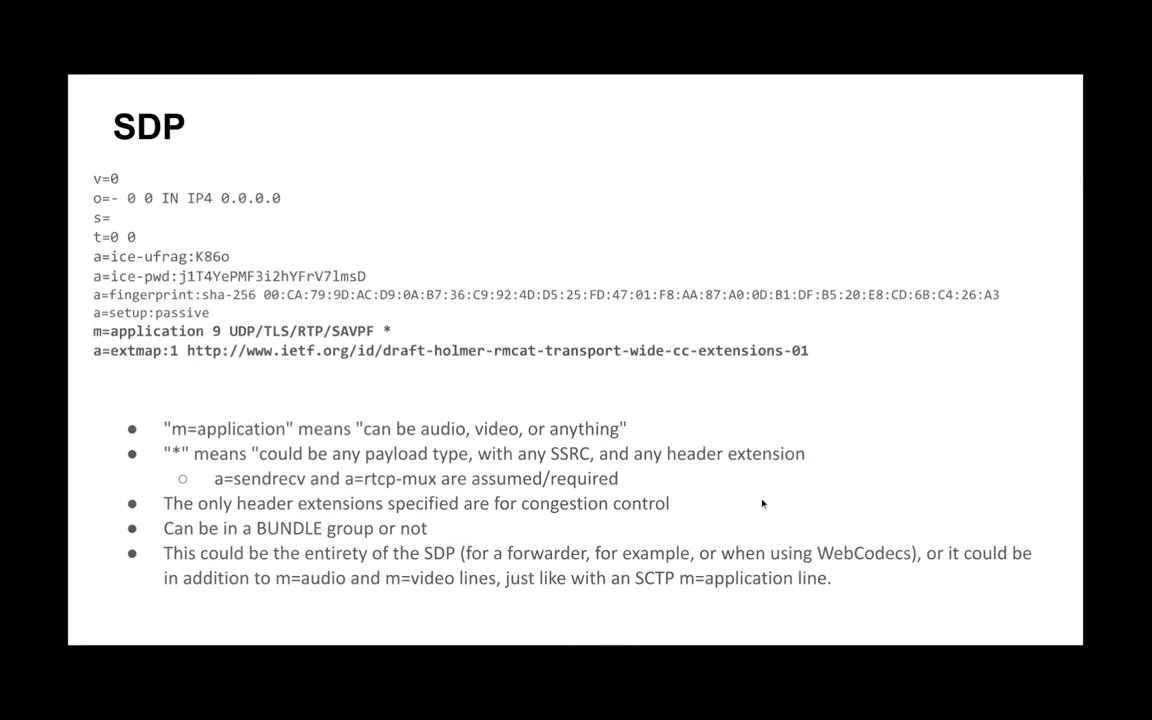 SDP
v=0
o=- 0 0 IN IP4 0.0.0.0
s=
t=0 0
a=ice-ufrag:K86o
a=ice-pwd:j1T4YePMF3i2hYFrV7lmsD
a=fingerprint:sha-256 00:CA:79:9D:AC:D9:0A:B7:36:C9:92:4D:D5:25:FD:47:01:F8:AA:87:A0:0D:B1:DF:B5:20:E8:CD:6B:C4:26:A3
a=setup:passive
m=application 9 UDP/TLS/RTP/SAVPF *
a=extmap:1 http://www.ietf.org/id/draft-holmer-rmcat-transport-wide-cc-extensions-01
● "m=application" means "can be audio, video, or anything"
● "*" means "could be any payload type, with any SSRC, and any header extension
○ a=sendrecv and a=rtcp-mux are assumed/required
● The only header extensions specified are for congestion control
● Can be in a BUNDLE group or not
● This could be the entirety of the SDP (for a forwarder, for example, or when using WebCodecs), or it could be
in addition to m=audio and m=video lines, just like with an SCTP m=application line.